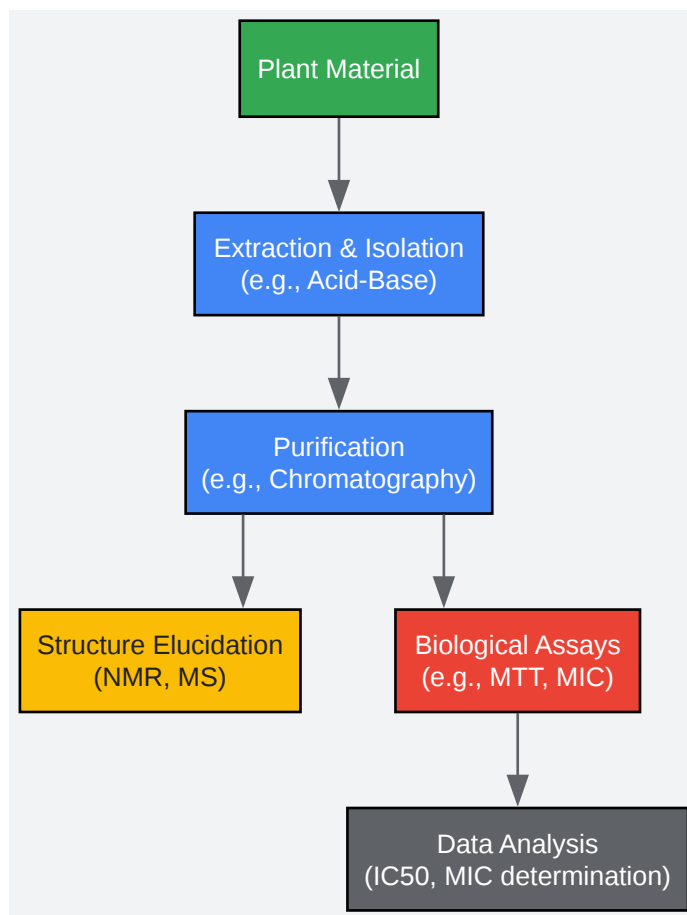 Plant Material
Extraction & Isolation
(e.g., Acid-Base)
Purification
(e.g., Chromatography)
Structure Elucidation
(NMR, MS)
Biological Assays
(e.g., MTT, MIC)
Data Analysis
(IC50, MIC determination)